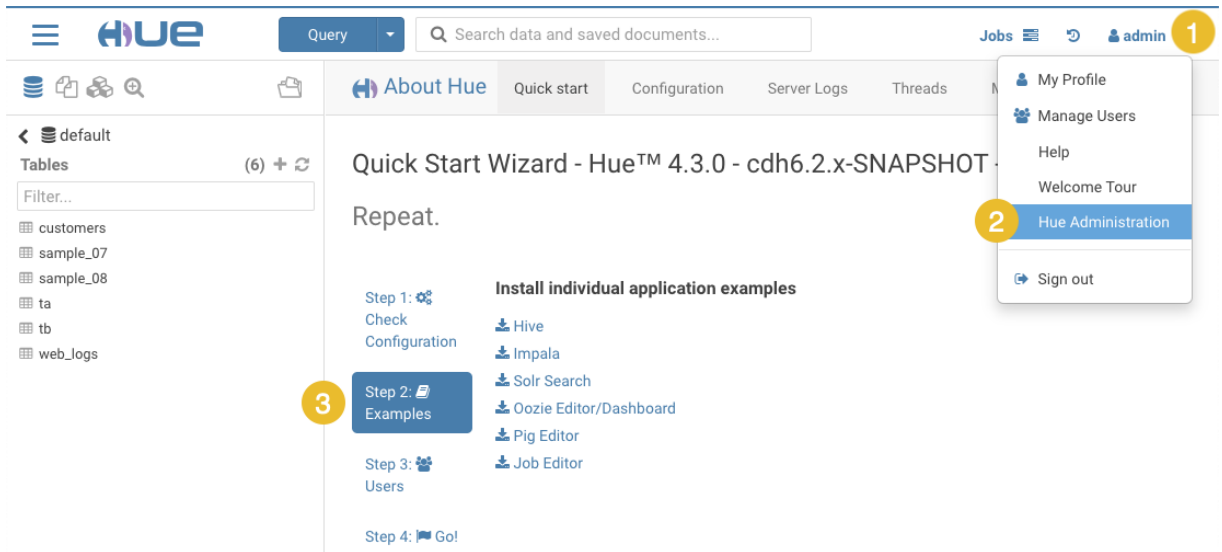 HUE
Query
Search data and saved documents...
Jobs
admin
1
My Profile
Manage Users
Help
Welcome Tour
2
Hue Administration
Sign out
About Hue
Quick start
Configuration
Server Logs
Threads
default
Tables
(6)
Filter...
customers
sample_07
sample_08
ta
tb
web_logs
Quick Start Wizard - Hue™ 4.3.0 - cdh6.2.x-SNAPSHOT -
Repeat.
Step 1:
Check
Configuration
3
Step 2:
Examples
Step 3:
Users
Step 4: Go!
Install individual application examples
Hive
Impala
Solr Search
Oozie Editor/Dashboard
Pig Editor
Job Editor